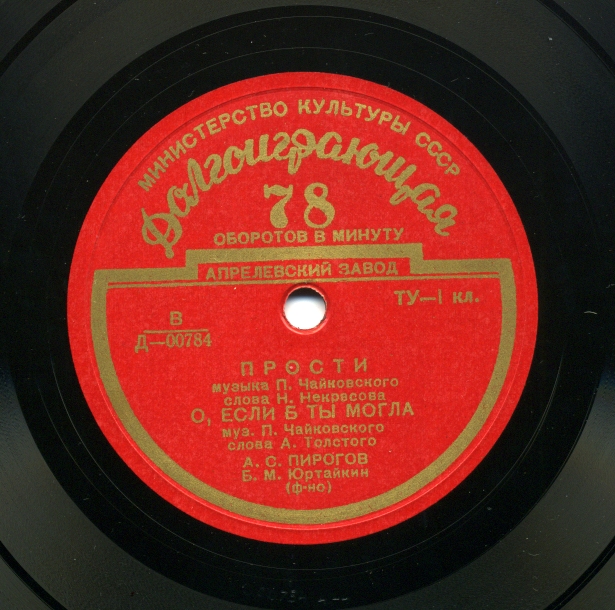 МИНИСТЕРСТВО КУЛЬТУРЫ СССР
Долгоиграющая
78
ОБОРОТОВ В МИНУТУ
АПРЕЛЕВСКИЙ ЗАВОД
ТУ—I кл.
В
Д—00784
ПРОСТИ
музыка П. Чайковского
слова Н. Некрасова
О, ЕСЛИ Б ТЫ МОГЛА
муз. П. Чайковского
слова А. Толстого
А. С. ПИРОГОВ
Б. М. Юртайкин
(ф-но)